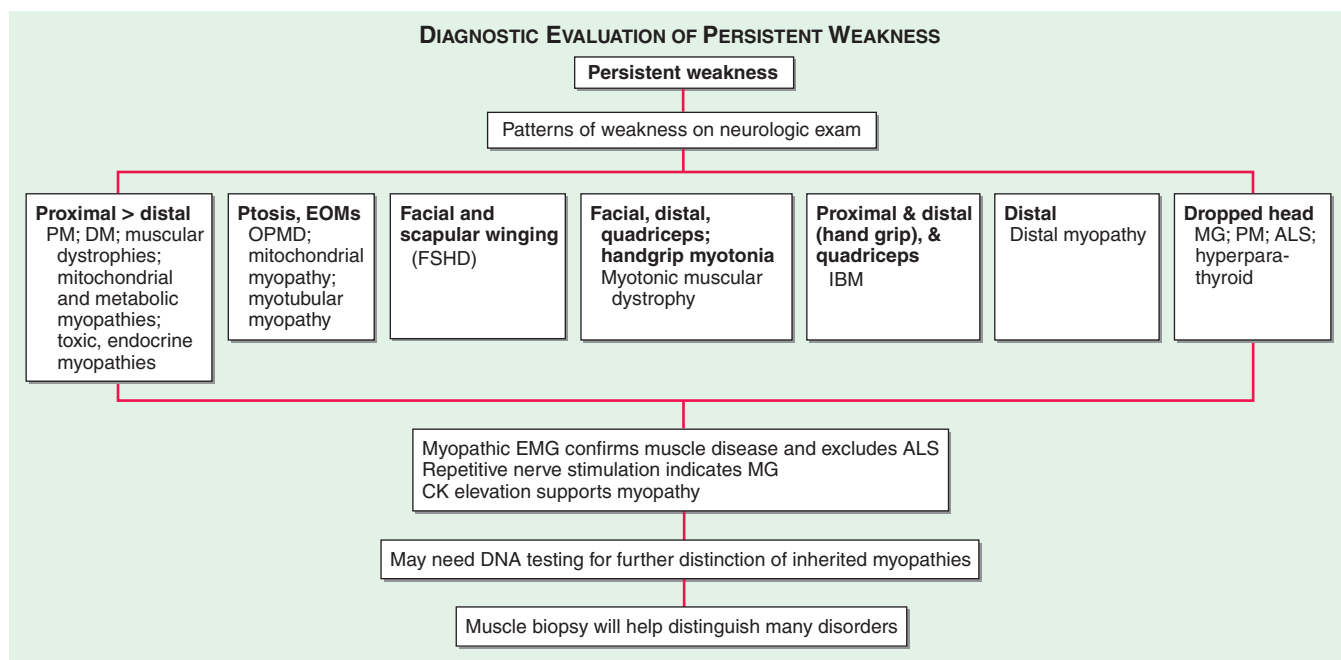 DIAGNOSTIC EVALUATION OF PERSISTENT WEAKNESS
Persistent weakness
Patterns of weakness on neurologic exam
Proximal > distal
PM; DM; muscular
dystrophies;
mitochondrial
and metabolic
myopathies;
toxic, endocrine
myopathies
Ptosis, EOMs
OPMD;
mitochondrial
myopathy;
myotubular
myopathy
Facial and
scapular winging
(FSHD)
Facial, distal,
quadriceps;
handgrip myotonia
Myotonic muscular
dystrophy
Proximal & distal
(hand grip), &
quadriceps
IBM
Distal
Distal myopathy
Dropped head
MG; PM; ALS;
hyperpara-
thyroid
Myopathic EMG confirms muscle disease and excludes ALS
Repetitive nerve stimulation indicates MG
CK elevation supports myopathy
May need DNA testing for further distinction of inherited myopathies
Muscle biopsy will help distinguish many disorders